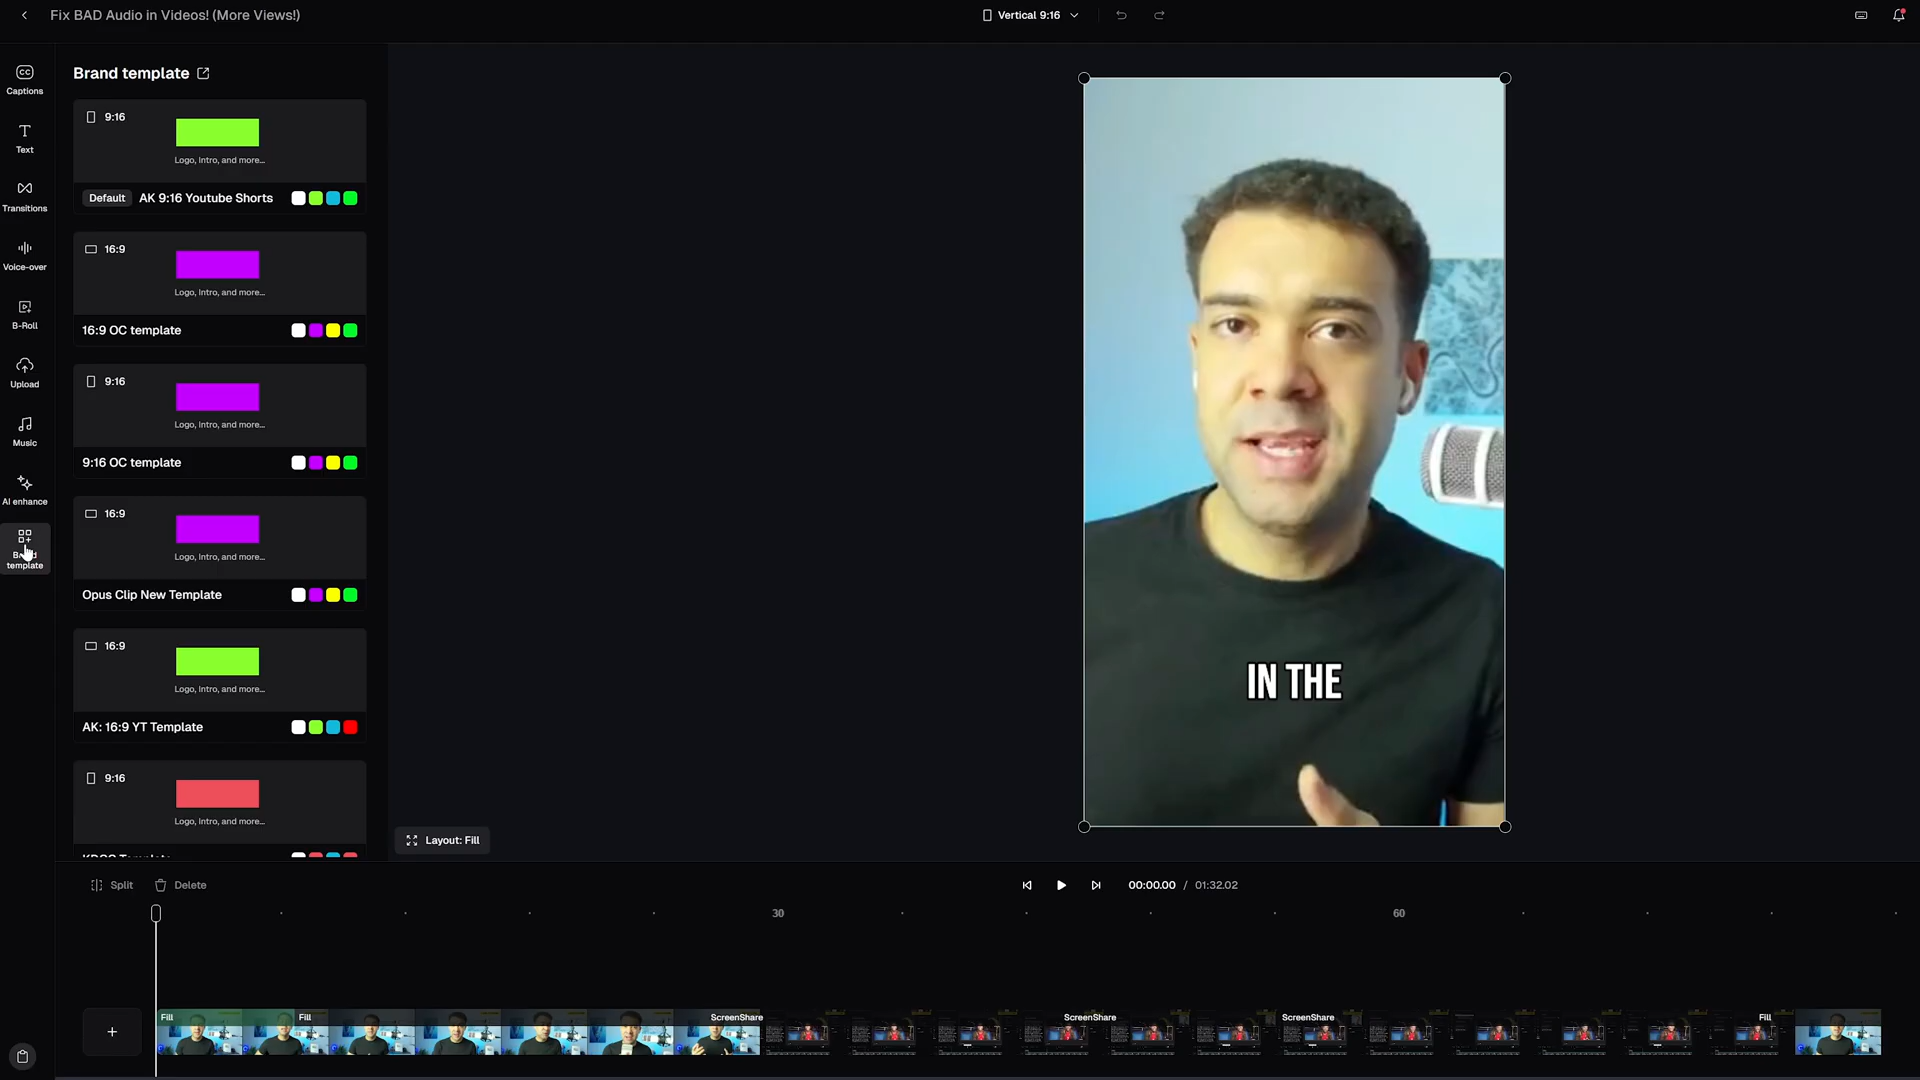 Fix BAD Audio in Videos! (More Views!)
Vertical 9:16
Captions
Text
Transitions
Voice-over
B-Roll
Upload
Music
AI enhance
template
Brand template
9:16
Logo, Intro, and more...
Default AK 9:16 Youtube Shorts
16:9
Logo, Intro, and more...
16:9 OC template
9:16
Logo, Intro, and more...
9:16 OC template
16:9
Logo, Intro, and more...
Opus Clip New Template
16:9
Logo, Intro, and more...
AK: 16:9 YT Template
9:16
Logo, Intro, and more...
IN THE
Layout: Fill
Split Delete
00:00.00 / 01:32.02
30 60
Fill Fill ScreenShare ScreenShare ScreenShare Fill